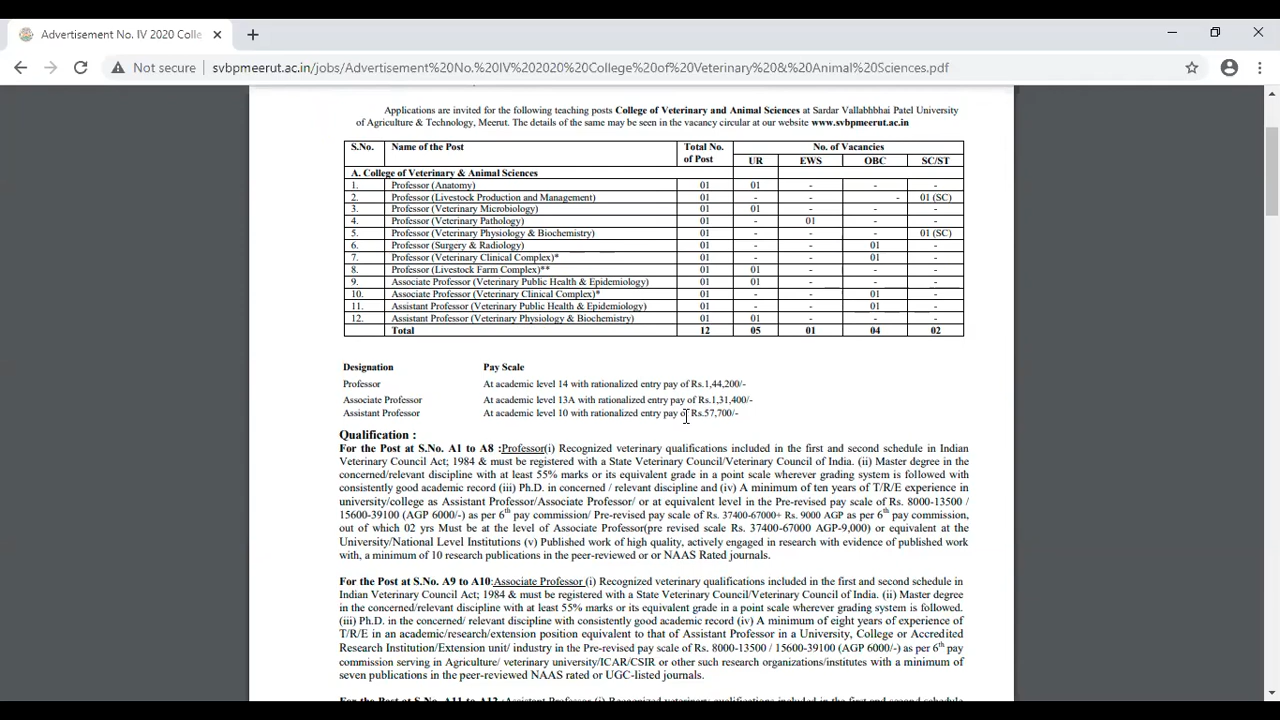 Advertisement No. IV 2020 Colle
Not secure svbpmeerut.ac.in/jobs/Advertisement%20No.%20IV%202020%20College%20of%20Veterinary%20&%20Animal%20Sciences.pdf
Applications are invited for the following teaching posts College of Veterinary and Animal Sciences at Sardar Vallabhbhai Patel University
of Agriculture & Technology, Meerut. The details of the same may be seen in the vacancy circular at our website www.svbpmeerut.ac.in
S.No. Name of the Post Total No. of Post No. of Vacancies
UR EWS OBC SC/ST
A. College of Veterinary & Animal Sciences
1. Professor (Anatomy) 01 01 - - -
2. Professor (Livestock Production and Management) 01 - - - 01 (SC)
3. Professor (Veterinary Microbiology) 01 01 - - -
4. Professor (Veterinary Pathology) 01 - 01 - -
5. Professor (Veterinary Physiology & Biochemistry) 01 - - - 01 (SC)
6. Professor (Surgery & Radiology) 01 - - 01 -
7. Professor (Veterinary Clinical Complex)* 01 - - 01 -
8. Professor (Livestock Farm Complex)** 01 01 - - -
9. Associate Professor (Veterinary Public Health & Epidemiology) 01 01 - - -
10. Associate Professor (Veterinary Clinical Complex)* 01 - - 01 -
11. Assistant Professor (Veterinary Public Health & Epidemiology) 01 - - 01 -
12. Assistant Professor (Veterinary Physiology & Biochemistry) 01 01 - - -
Total 12 05 01 04 02
Designation Pay Scale
Professor At academic level 14 with rationalized entry pay of Rs.1,44,200/-
Associate Professor At academic level 13A with rationalized entry pay of Rs.1,31,400/-
Assistant Professor At academic level 10 with rationalized entry pay of Rs.57,700/-
Qualification :
For the Post at S.No. A1 to A8 :Professor(i) Recognized veterinary qualifications included in the first and second schedule in Indian
Veterinary Council Act; 1984 & must be registered with a State Veterinary Council/Veterinary Council of India. (ii) Master degree in the
concerned/relevant discipline with at least 55% marks or its equivalent grade in a point scale wherever grading system is followed with
consistently good academic record (iii) Ph.D. in concerned / relevant discipline and (iv) A minimum of ten years of T/R/E experience in
university/college as Assistant Professor/Associate Professor/ or at equivalent level in the Pre-revised pay scale of Rs. 8000-13500 /
15600-39100 (AGP 6000/-) as per 6th pay commission/ Pre-revised pay scale of Rs. 37400-67000+ Rs. 9000 AGP as per 6th pay commission,
out of which 02 yrs Must be at the level of Associate Professor(pre revised scale Rs. 37400-67000 AGP-9,000) or equivalent at the
University/National Level Institutions (v) Published work of high quality, actively engaged in research with evidence of published work
with, a minimum of 10 research publications in the peer-reviewed or or NAAS Rated journals.
For the Post at S.No. A9 to A10:Associate Professor (i) Recognized veterinary qualifications included in the first and second schedule in
Indian Veterinary Council Act; 1984 & must be registered with a State Veterinary Council/Veterinary Council of India. (ii) Master degree
in the concerned/relevant discipline with at least 55% marks or its equivalent grade in a point scale wherever grading system is followed.
(iii) Ph.D. in the concerned/ relevant discipline with consistently good academic record (iv) A minimum of eight years of experience of
T/R/E in an academic/research/extension position equivalent to that of Assistant Professor in a University, College or Accredited
Research Institution/Extension unit/ industry in the Pre-revised pay scale of Rs. 8000-13500 / 15600-39100 (AGP 6000/-) as per 6th pay
commission serving in Agriculture/ veterinary university/ICAR/CSIR or other such research organizations/institutes with a minimum of
seven publications in the peer-reviewed NAAS rated or UGC-listed journals.
For the Post at S.No. A11 to A12 :Assistant Professor (i) Recognized veterinary qualifications included in the first and second schedule